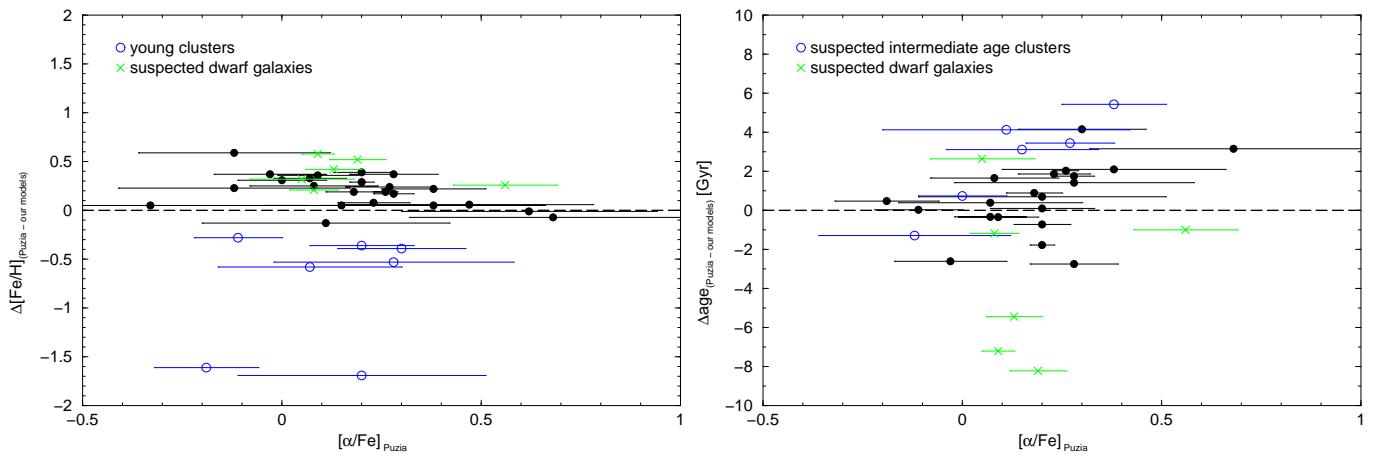 2
1.5
1
0.5
0
−0.5
−1
−1.5
−2
Δ[Fe/H](Puzia − our models)
young clusters
suspected dwarf galaxies
−0.5 0 0.5 1
[α/Fe] Puzia
10
8
6
4
2
0
−2
−4
−6
−8
−10
Δage(Puzia − our models) [Gyr]
suspected intermediate age clusters
suspected dwarf galaxies
−0.5 0 0.5 1
[α/Fe] Puzia